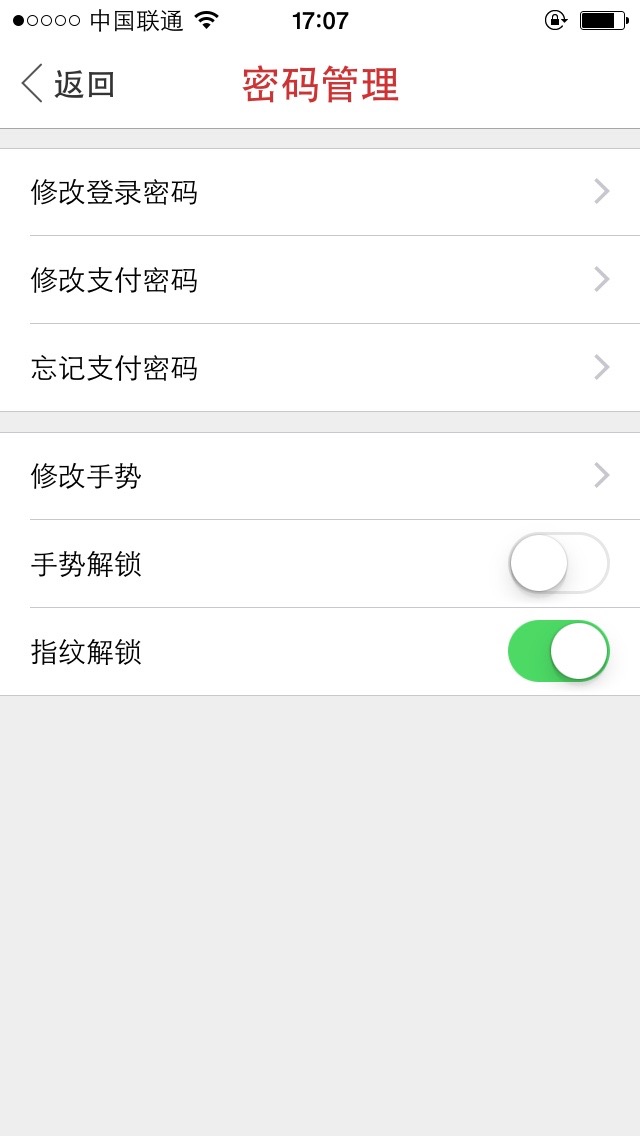 中国联通 17:07
返回 密码管理
修改登录密码
修改支付密码
忘记支付密码
修改手势
手势解锁
指纹解锁